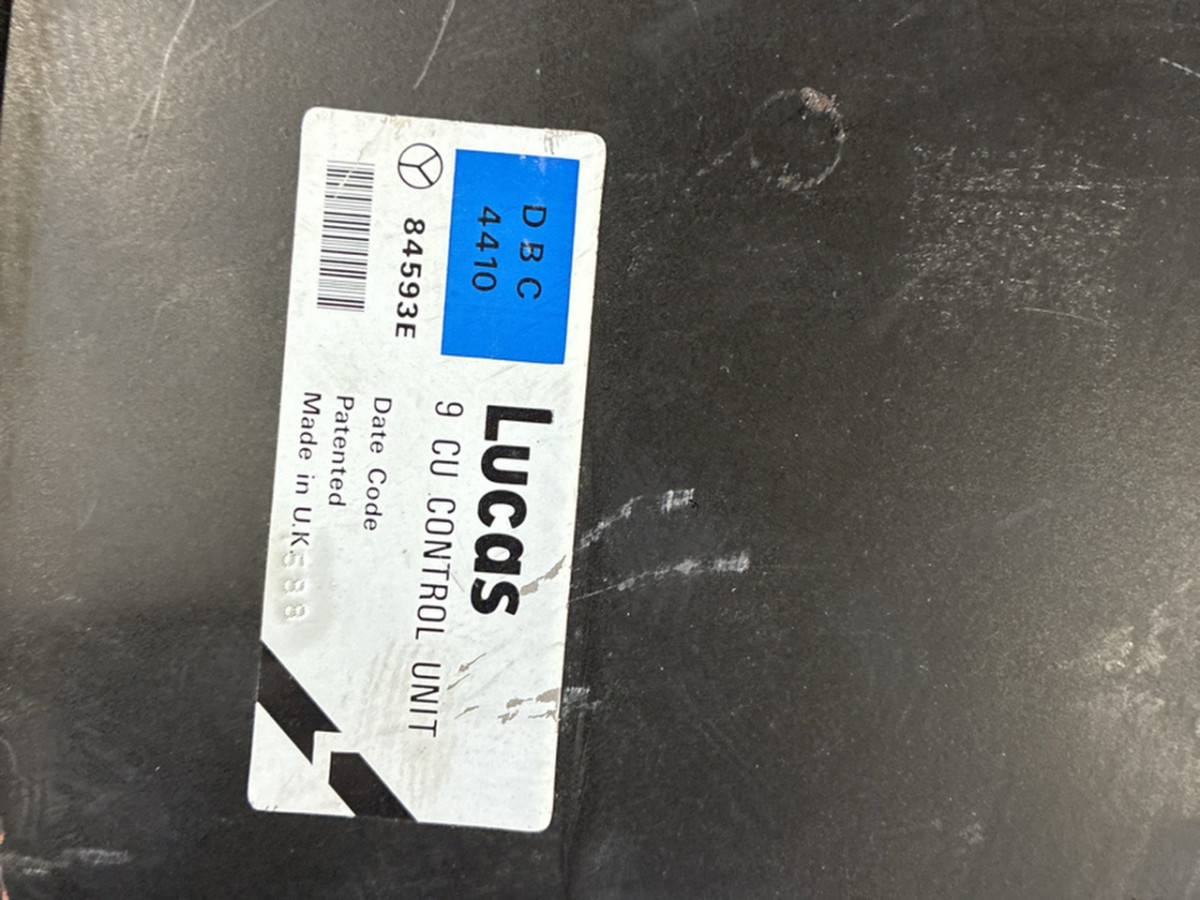 DBC
4410
84593E
Lucas
9 CU CONTROL UNIT
Date Code
Patented
Made in U.K.